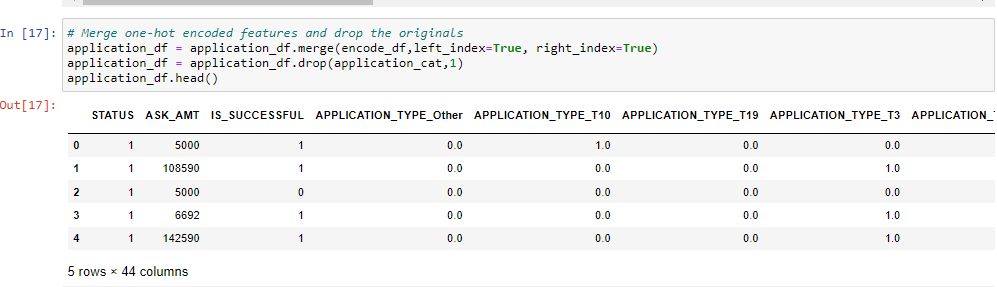 In [17]: # Merge one-hot encoded features and drop the originals
application_df = application_df.merge(encode_df,left_index=True, right_index=True)
application_df = application_df.drop(application_cat,1)
application_df.head()
Out[17]:
STATUS ASK_AMT IS_SUCCESSFUL APPLICATION_TYPE_Other APPLICATION_TYPE_T10 APPLICATION_TYPE_T19 APPLICATION_TYPE_T3 APPLICATION_
0 1 5000 1 0.0 1.0 0.0 0.0
1 1 108590 1 0.0 0.0 0.0 1.0
2 1 5000 0 0.0 0.0 0.0 0.0
3 1 6692 1 0.0 0.0 0.0 1.0
4 1 142590 1 0.0 0.0 0.0 1.0
5 rows × 44 columns